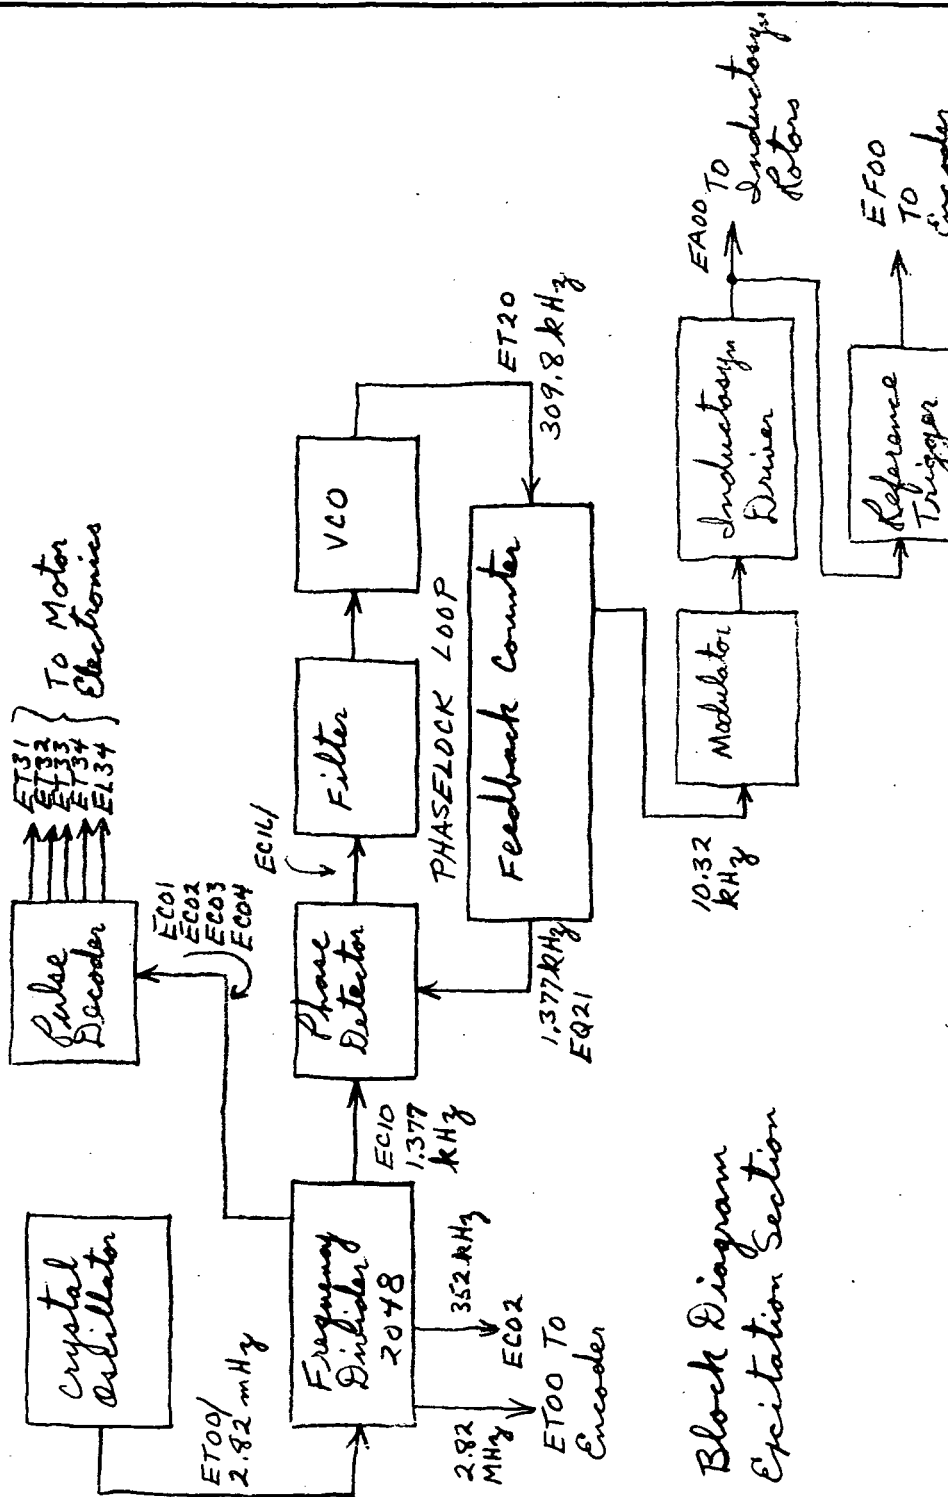 Crystal
Oscillator
ET00/
2.82 mHz
Frequency
Divider
2048
2.82
MHz
ET00 TO
Encoder
352 kHz
EC02
Pulse
Decoder
ET31
ET32
ET33
ET34
EL34
TO Motor
Electronics
EC01
EC02
EC03
EC04
EC10
1.377
kHz
Phase
Detector
EC16/
Filter
VCO
PHASELOCK LOOP
ET20
309.8 kHz
Feedback Counter
1.377 kHz
EQ21
10.32
kHz
Modulator
Inductosyn
Driver
EA00 TO
Inductosyn
Rotors
Reference
Trigger
EF00
TO
Encoder
Block Diagram
Excitation Section